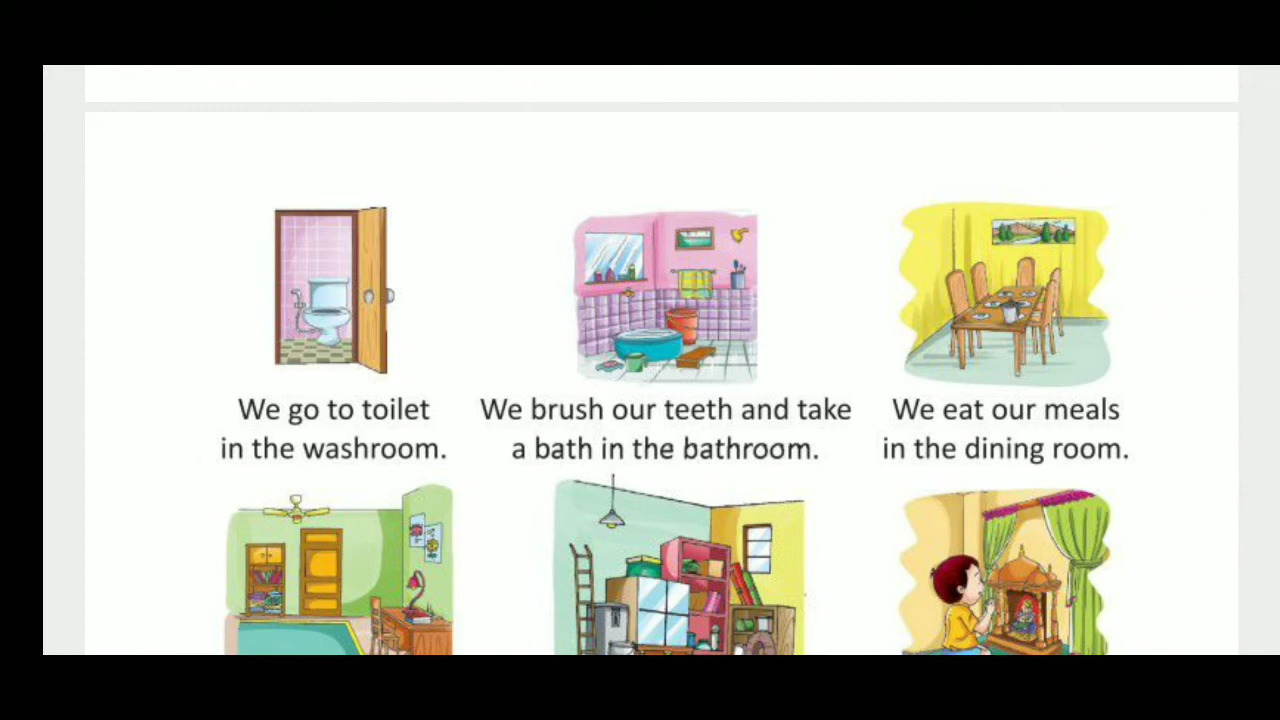 We go to toilet
in the washroom.
We brush our teeth and take
a bath in the bathroom.
We eat our meals
in the dining room.